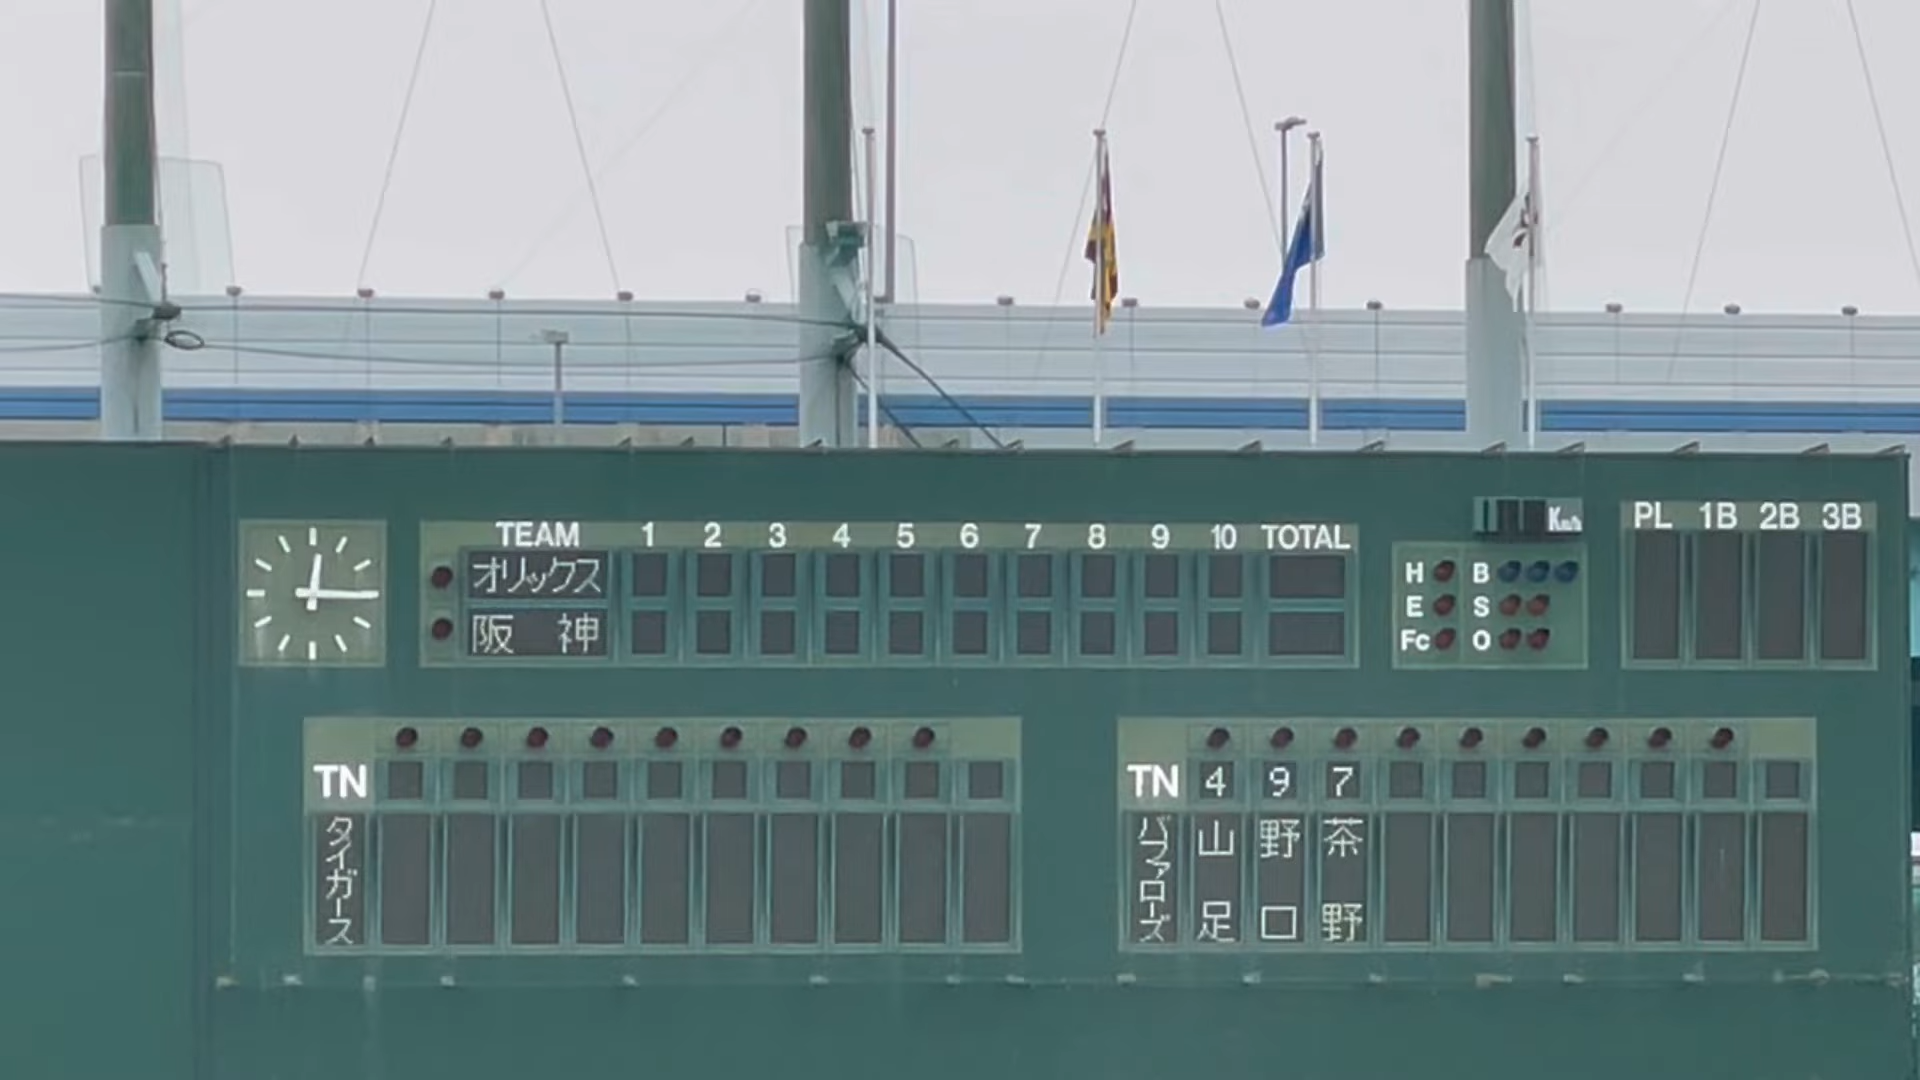 TEAM 1 2 3 4 5 6 7 8 9 10 TOTAL
オリックス
阪 神
Km/h
H B
E S
Fc O
PL 1B 2B 3B
TN
タイガース
TN 4 9 7
バファローズ
山足
野口
茶野